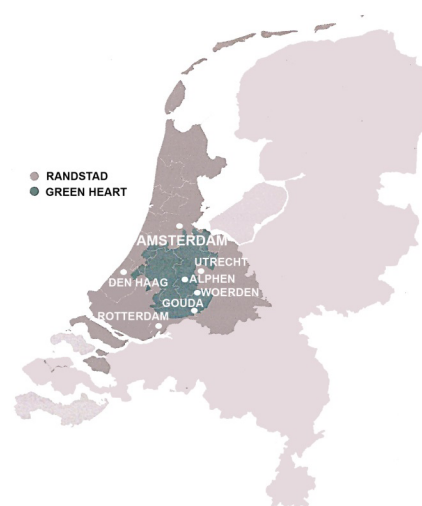 RANDSTAD
GREEN HEART
AMSTERDAM
UTRECHT
DEN HAAG
ALPHEN
WOERDEN
GOUDA
ROTTERDAM